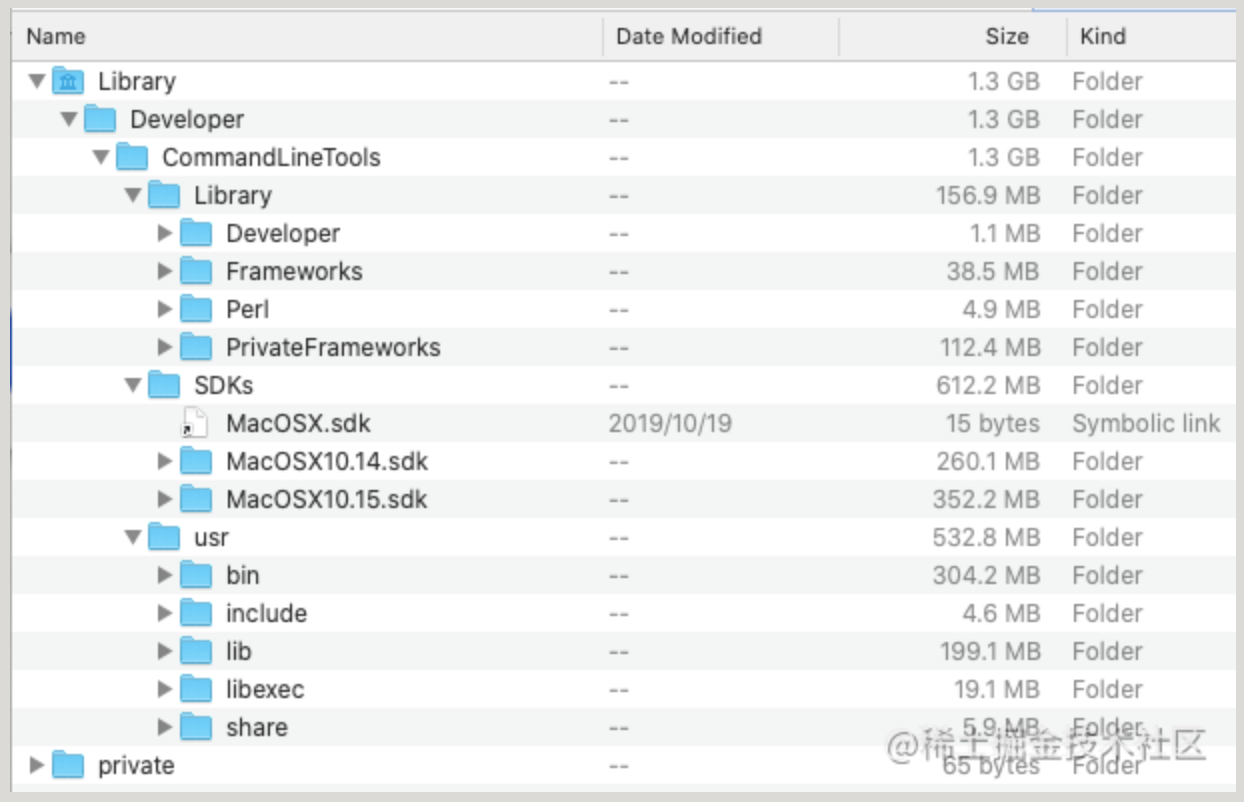 Name Date Modified Size Kind
Library -- 1.3 GB Folder
Developer -- 1.3 GB Folder
CommandLineTools -- 1.3 GB Folder
Library -- 156.9 MB Folder
Developer -- 1.1 MB Folder
Frameworks -- 38.5 MB Folder
Perl -- 4.9 MB Folder
PrivateFrameworks -- 112.4 MB Folder
SDKs -- 612.2 MB Folder
MacOSX.sdk 2019/10/19 15 bytes Symbolic link
MacOSX10.14.sdk -- 260.1 MB Folder
MacOSX10.15.sdk -- 352.2 MB Folder
usr -- 532.8 MB Folder
bin -- 304.2 MB Folder
include -- 4.6 MB Folder
lib -- 199.1 MB Folder
libexec -- 19.1 MB Folder
share -- 5.9 MB Folder
@稀土掘金技术社区
private -- 65 bytes Folder